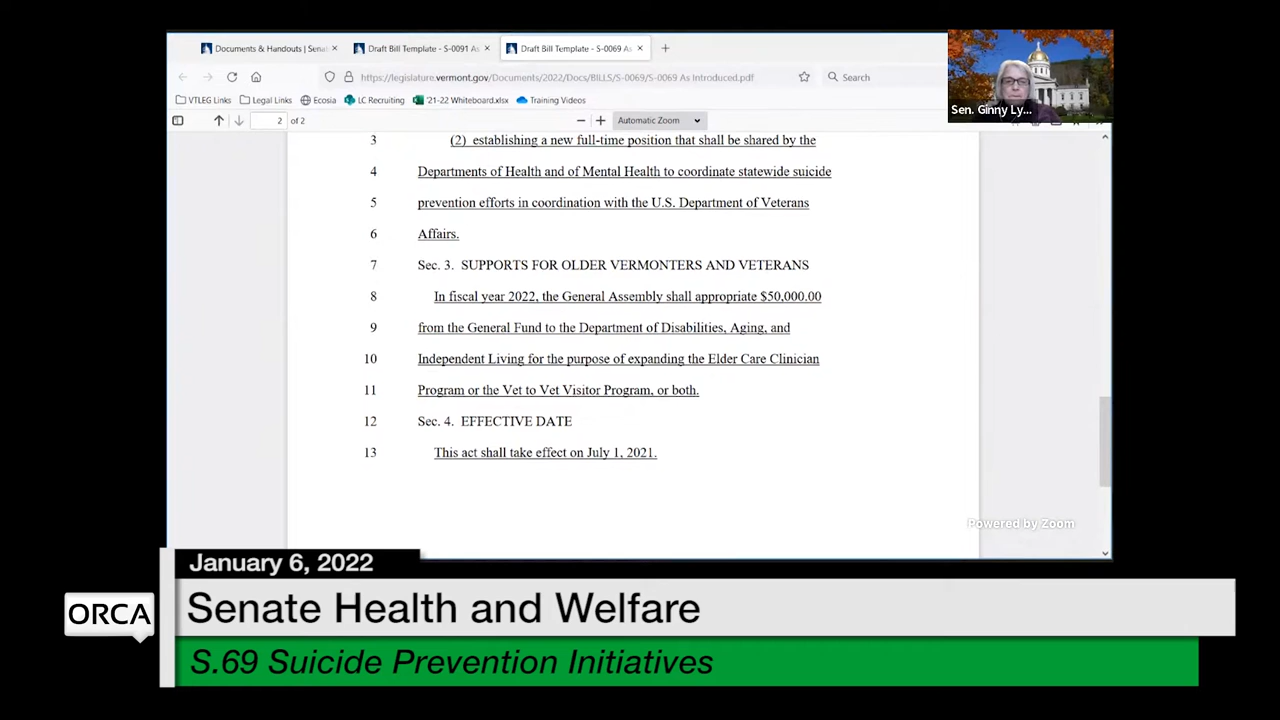 Documents & Handouts | Sena
Draft Bill Template - S-0091 As
Draft Bill Template - S-0069 As
https://legislature.vermont.gov/Documents/2022/Docs/BILLS/S-0069/S-0069 As Introduced.pdf
Search
VTLEG Links
Legal Links
Ecosia
LC Recruiting
'21-22 Whiteboard.xlsx
Training Videos
2 of 2
Automatic Zoom
Sen. Ginny Ly...
3 (2) establishing a new full-time position that shall be shared by the
4 Departments of Health and of Mental Health to coordinate statewide suicide
5 prevention efforts in coordination with the U.S. Department of Veterans
6 Affairs.
7 Sec. 3. SUPPORTS FOR OLDER VERMONTERS AND VETERANS
8 In fiscal year 2022, the General Assembly shall appropriate $50,000.00
9 from the General Fund to the Department of Disabilities, Aging, and
10 Independent Living for the purpose of expanding the Elder Care Clinician
11 Program or the Vet to Vet Visitor Program, or both.
12 Sec. 4. EFFECTIVE DATE
13 This act shall take effect on July 1, 2021.
Powered by Zoom
January 6, 2022
ORCA
Senate Health and Welfare
S.69 Suicide Prevention Initiatives